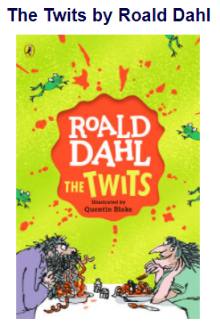 The Twits by Roald Dahl
ROALD
DAHL
THE TWITS
Illustrated by
Quentin Blake